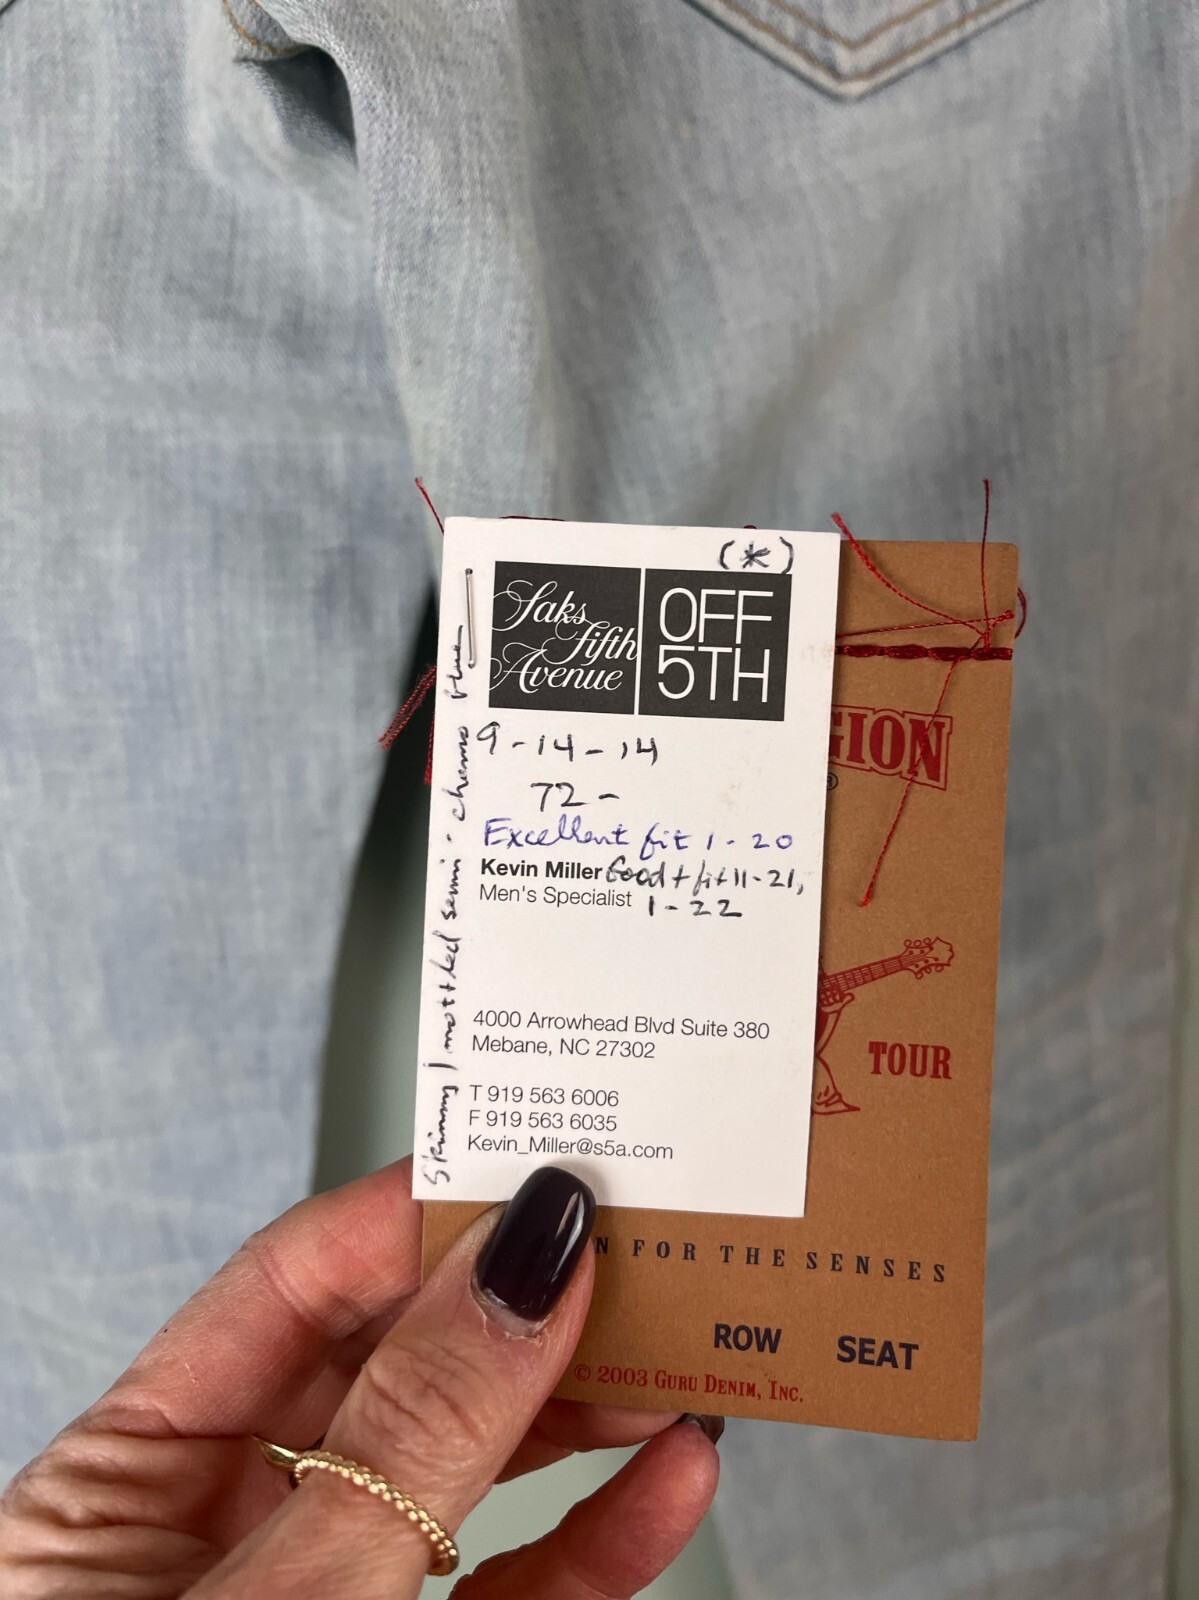 (*)
Saks
fifth
Avenue
OFF
5TH
9-14-14
72-
Excellent fit 1-20
Kevin Miller Good + fit 11-21,
Men's Specialist 1-22
4000 Arrowhead Blvd Suite 380
Mebane, NC 27302
T 919 563 6006
F 919 563 6035
Kevin_Miller@s5a.com
Skinny / mottled semi-chemo blue
GION
®
TOUR
N FOR THE SENSES
ROW SEAT
© 2003 GURU DENIM, INC.